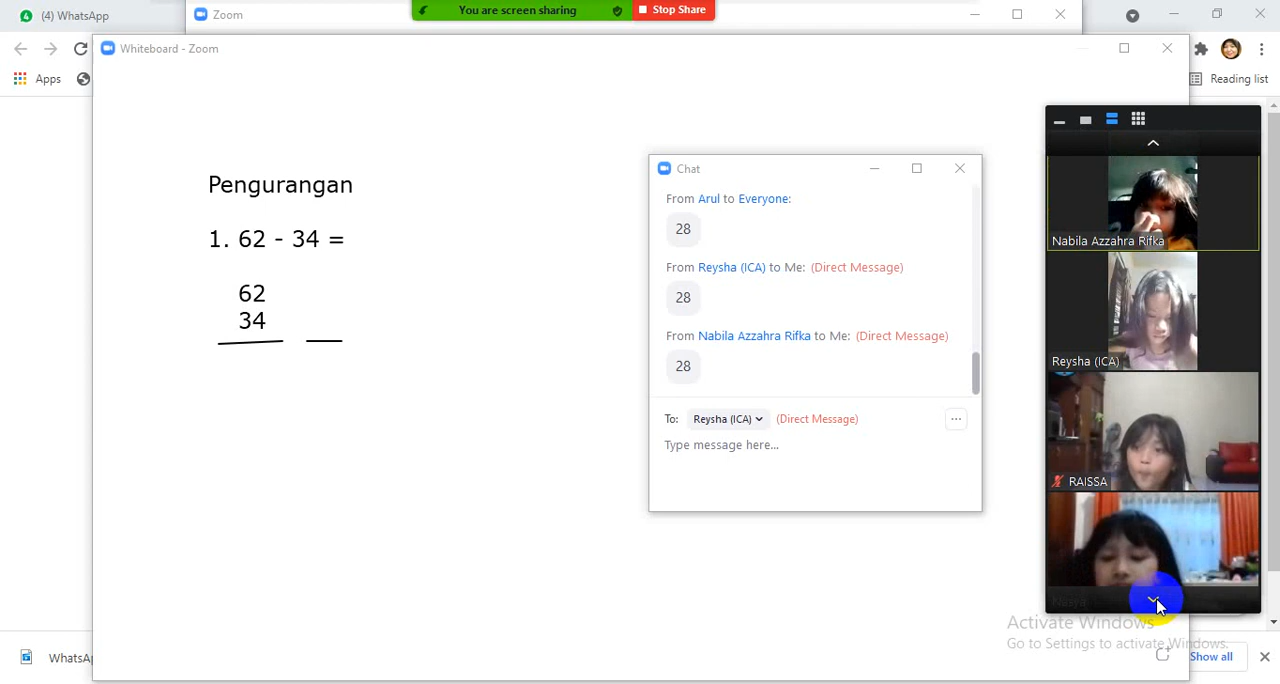 (4) WhatsApp
Zoom
You are screen sharing
Stop Share
Whiteboard - Zoom
Apps
Reading list
Pengurangan
1. 62 - 34 =
62
34
Chat
From Arul to Everyone:
28
From Reysha (ICA) to Me: (Direct Message)
28
From Nabila Azzahra Rifka to Me: (Direct Message)
28
To: Reysha (ICA) (Direct Message)
Type message here...
Nabila Azzahra Rifka
Reysha (ICA)
RAISSA
Activate Windows
Go to Settings to activate Windows.
WhatsAp
Show all